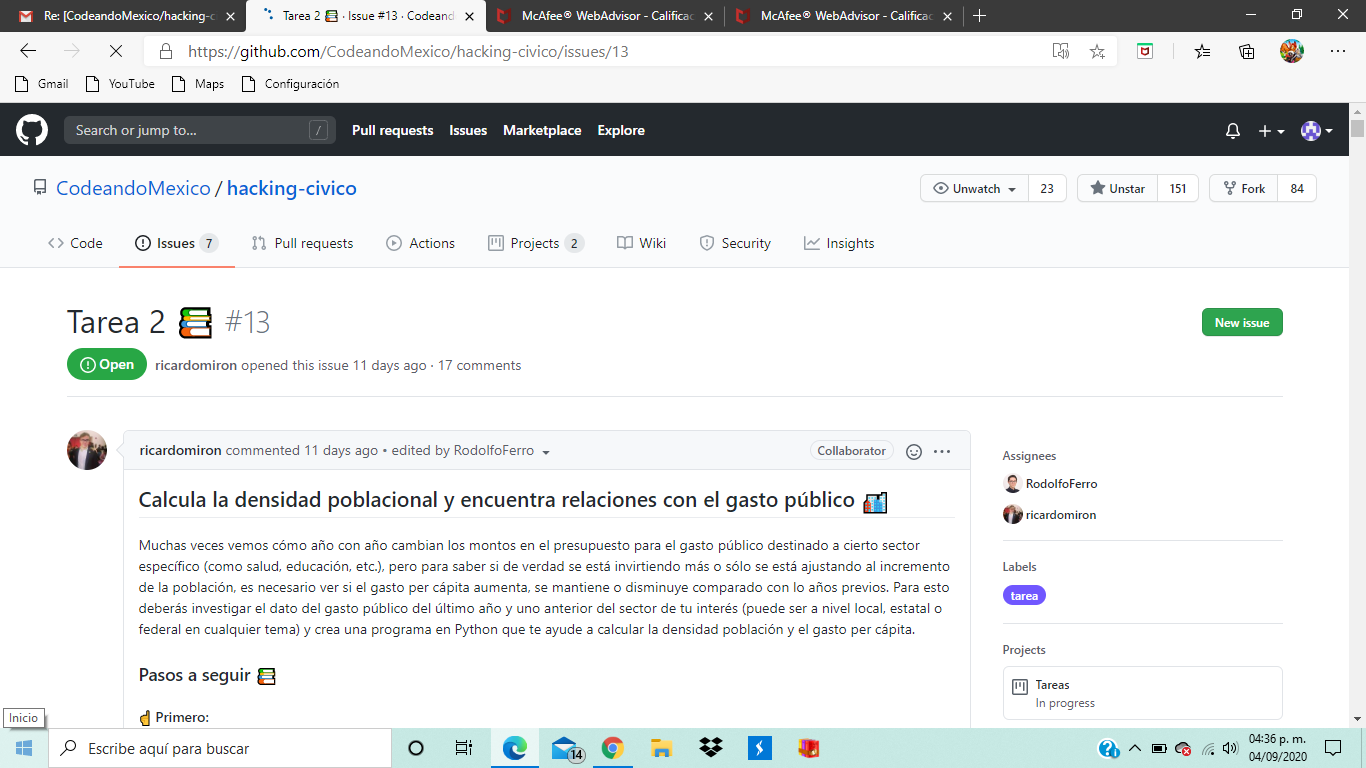 Re: [CodeandoMexico/hacking-c
Tarea 2 📚 · Issue #13 · Codeand
McAfee® WebAdvisor - Califica
McAfee® WebAdvisor - Califica
https://github.com/CodeandoMexico/hacking-civico/issues/13
Gmail YouTube Maps Configuración
Search or jump to... / Pull requests Issues Marketplace Explore
CodeandoMexico / hacking-civico
Unwatch 23 Unstar 151 Fork 84
Code Issues 7 Pull requests Actions Projects 2 Wiki Security Insights
Tarea 2 📚 #13
New issue
Open ricardomiron opened this issue 11 days ago · 17 comments
ricardomiron commented 11 days ago • edited by RodolfoFerro
Collaborator
Calcula la densidad poblacional y encuentra relaciones con el gasto público
Muchas veces vemos cómo año con año cambian los montos en el presupuesto para el gasto público destinado a cierto sector
específico (como salud, educación, etc.), pero para saber si de verdad se está invirtiendo más o sólo se está ajustando al incremento
de la población, es necesario ver si el gasto per cápita aumenta, se mantiene o disminuye comparado con lo años previos. Para esto
deberás investigar el dato del gasto público del último año y uno anterior del sector de tu interés (puede ser a nivel local, estatal o
federal en cualquier tema) y crea una programa en Python que te ayude a calcular la densidad población y el gasto per cápita.
Pasos a seguir 📚
☝ Primero:
Assignees
RodolfoFerro
ricardomiron
Labels
tarea
Projects
Tareas
In progress
Inicio
Escribe aquí para buscar
14
04:36 p. m.
04/09/2020